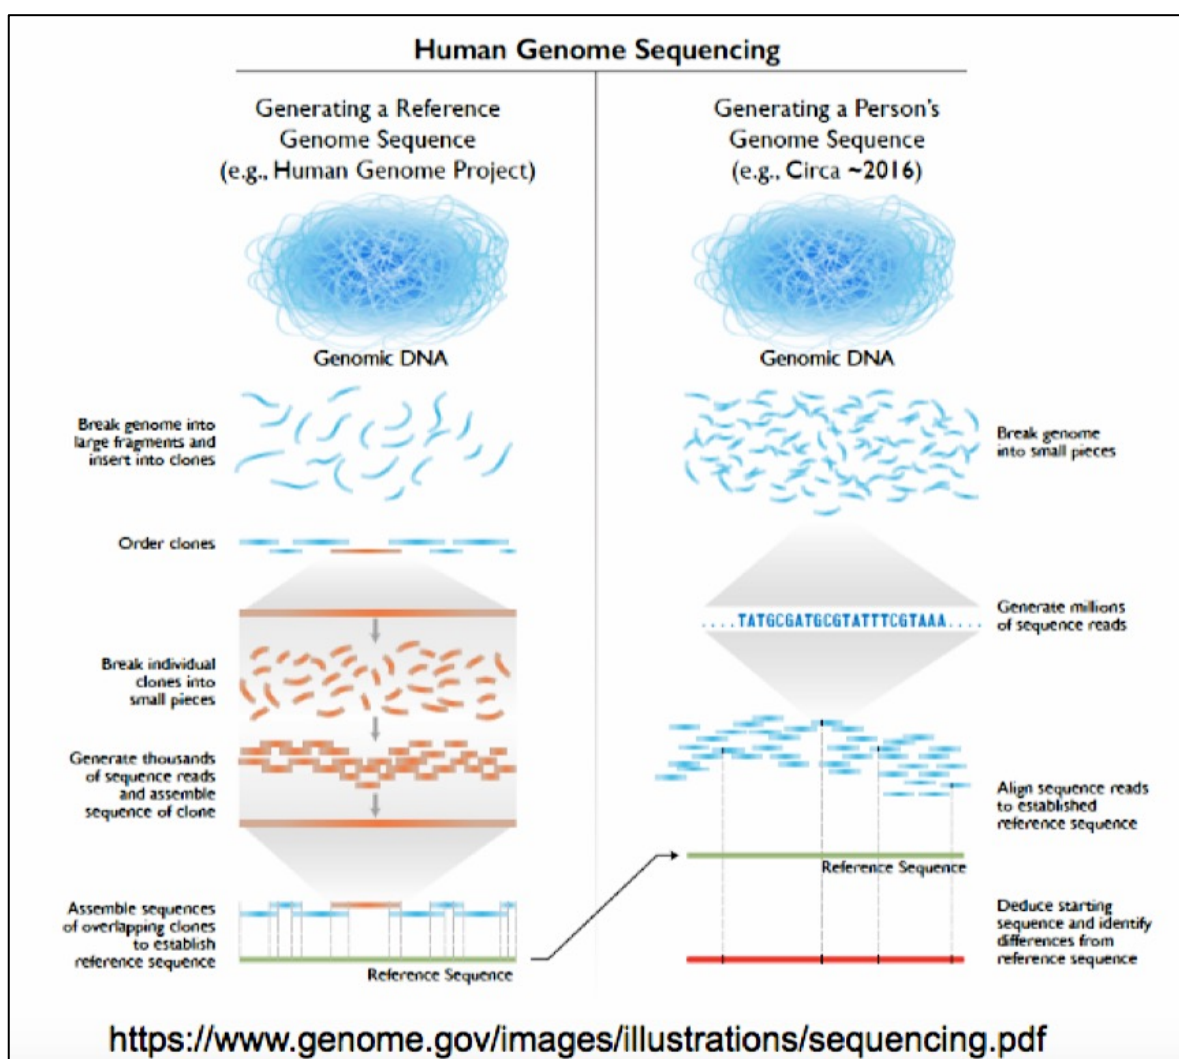 Human Genome Sequencing
Generating a Reference
Genome Sequence
(e.g., Human Genome Project)
Genomic DNA
Break genome into
large fragments and
insert into clones
Order clones
Break individual
clones into
small pieces
Generate thousands
of sequence reads
and assemble
sequence of clone
Assemble sequences
of overlapping clones
to establish
reference sequence
Reference Sequence
Generating a Person's
Genome Sequence
(e.g., Circa ~2016)
Genomic DNA
Break genome
into small pieces
Generate millions
of sequence reads
....TATGCGATGCGTATTTCGTAAA....
Align sequence reads
to established
reference sequence
Reference Sequence
Deduce starting
sequence and identify
differences from
reference sequence
https://www.genome.gov/images/illustrations/sequencing.pdf